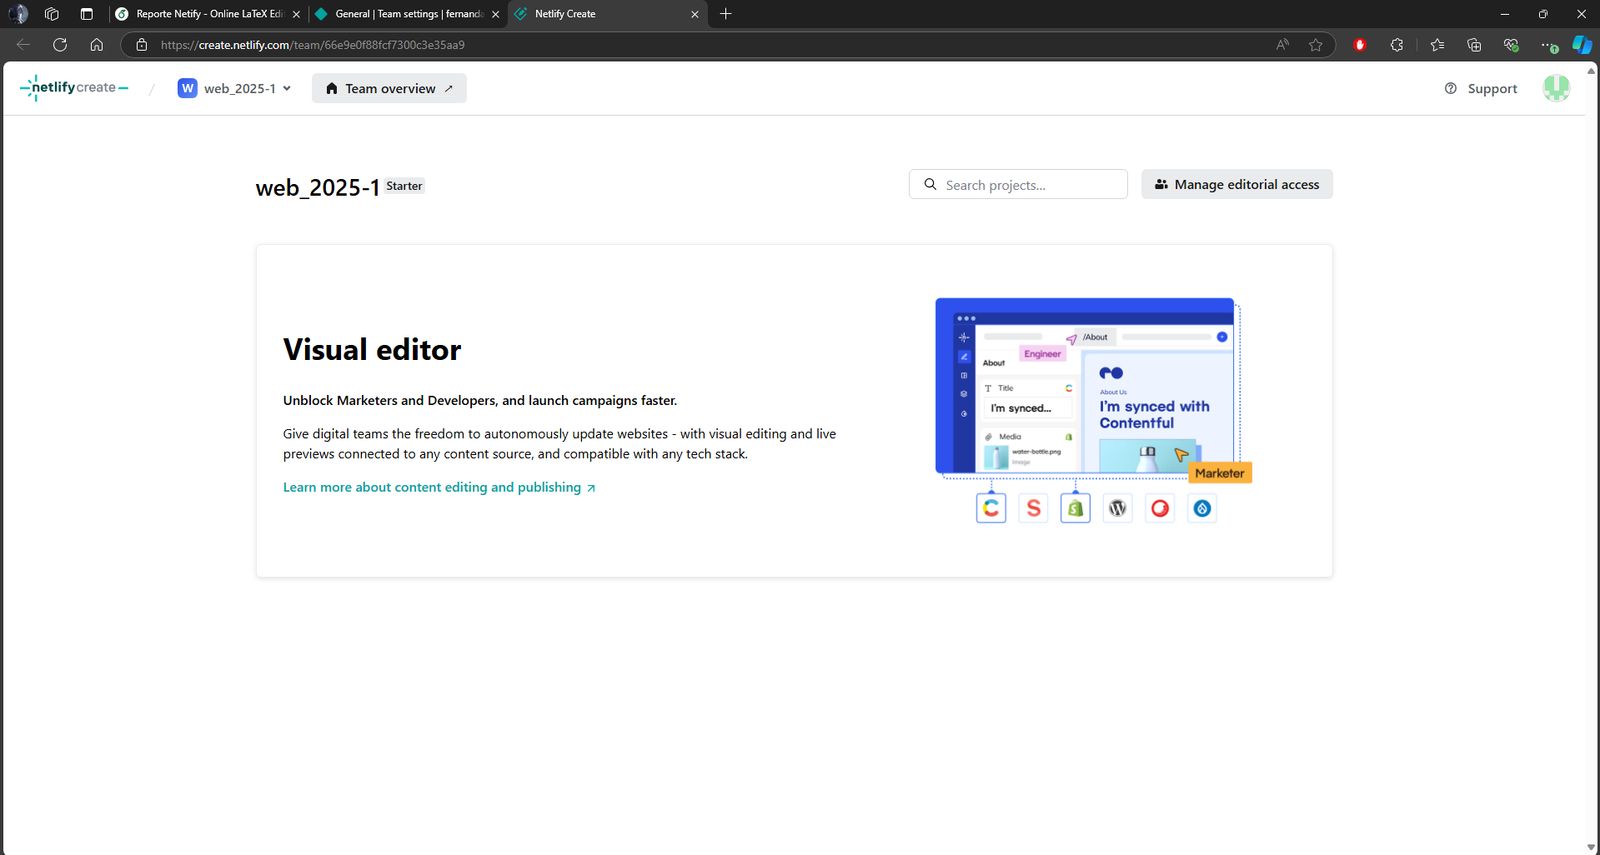 Reporte Netify - Online LaTeX Edi
General | Team settings | fernanda
Netlify Create
https://create.netlify.com/team/66e9e0f88fcf7300c3e35aa9
netlify create
W web_2025-1
Team overview
Support
web_2025-1 Starter
Search projects...
Manage editorial access
Visual editor
Unblock Marketers and Developers, and launch campaigns faster.
Give digital teams the freedom to autonomously update websites - with visual editing and live
previews connected to any content source, and compatible with any tech stack.
Learn more about content editing and publishing
/About
Engineer
About
Title
I'm synced...
Media
water-bottle.png
Image
About Us
I'm synced with
Contentful
Marketer